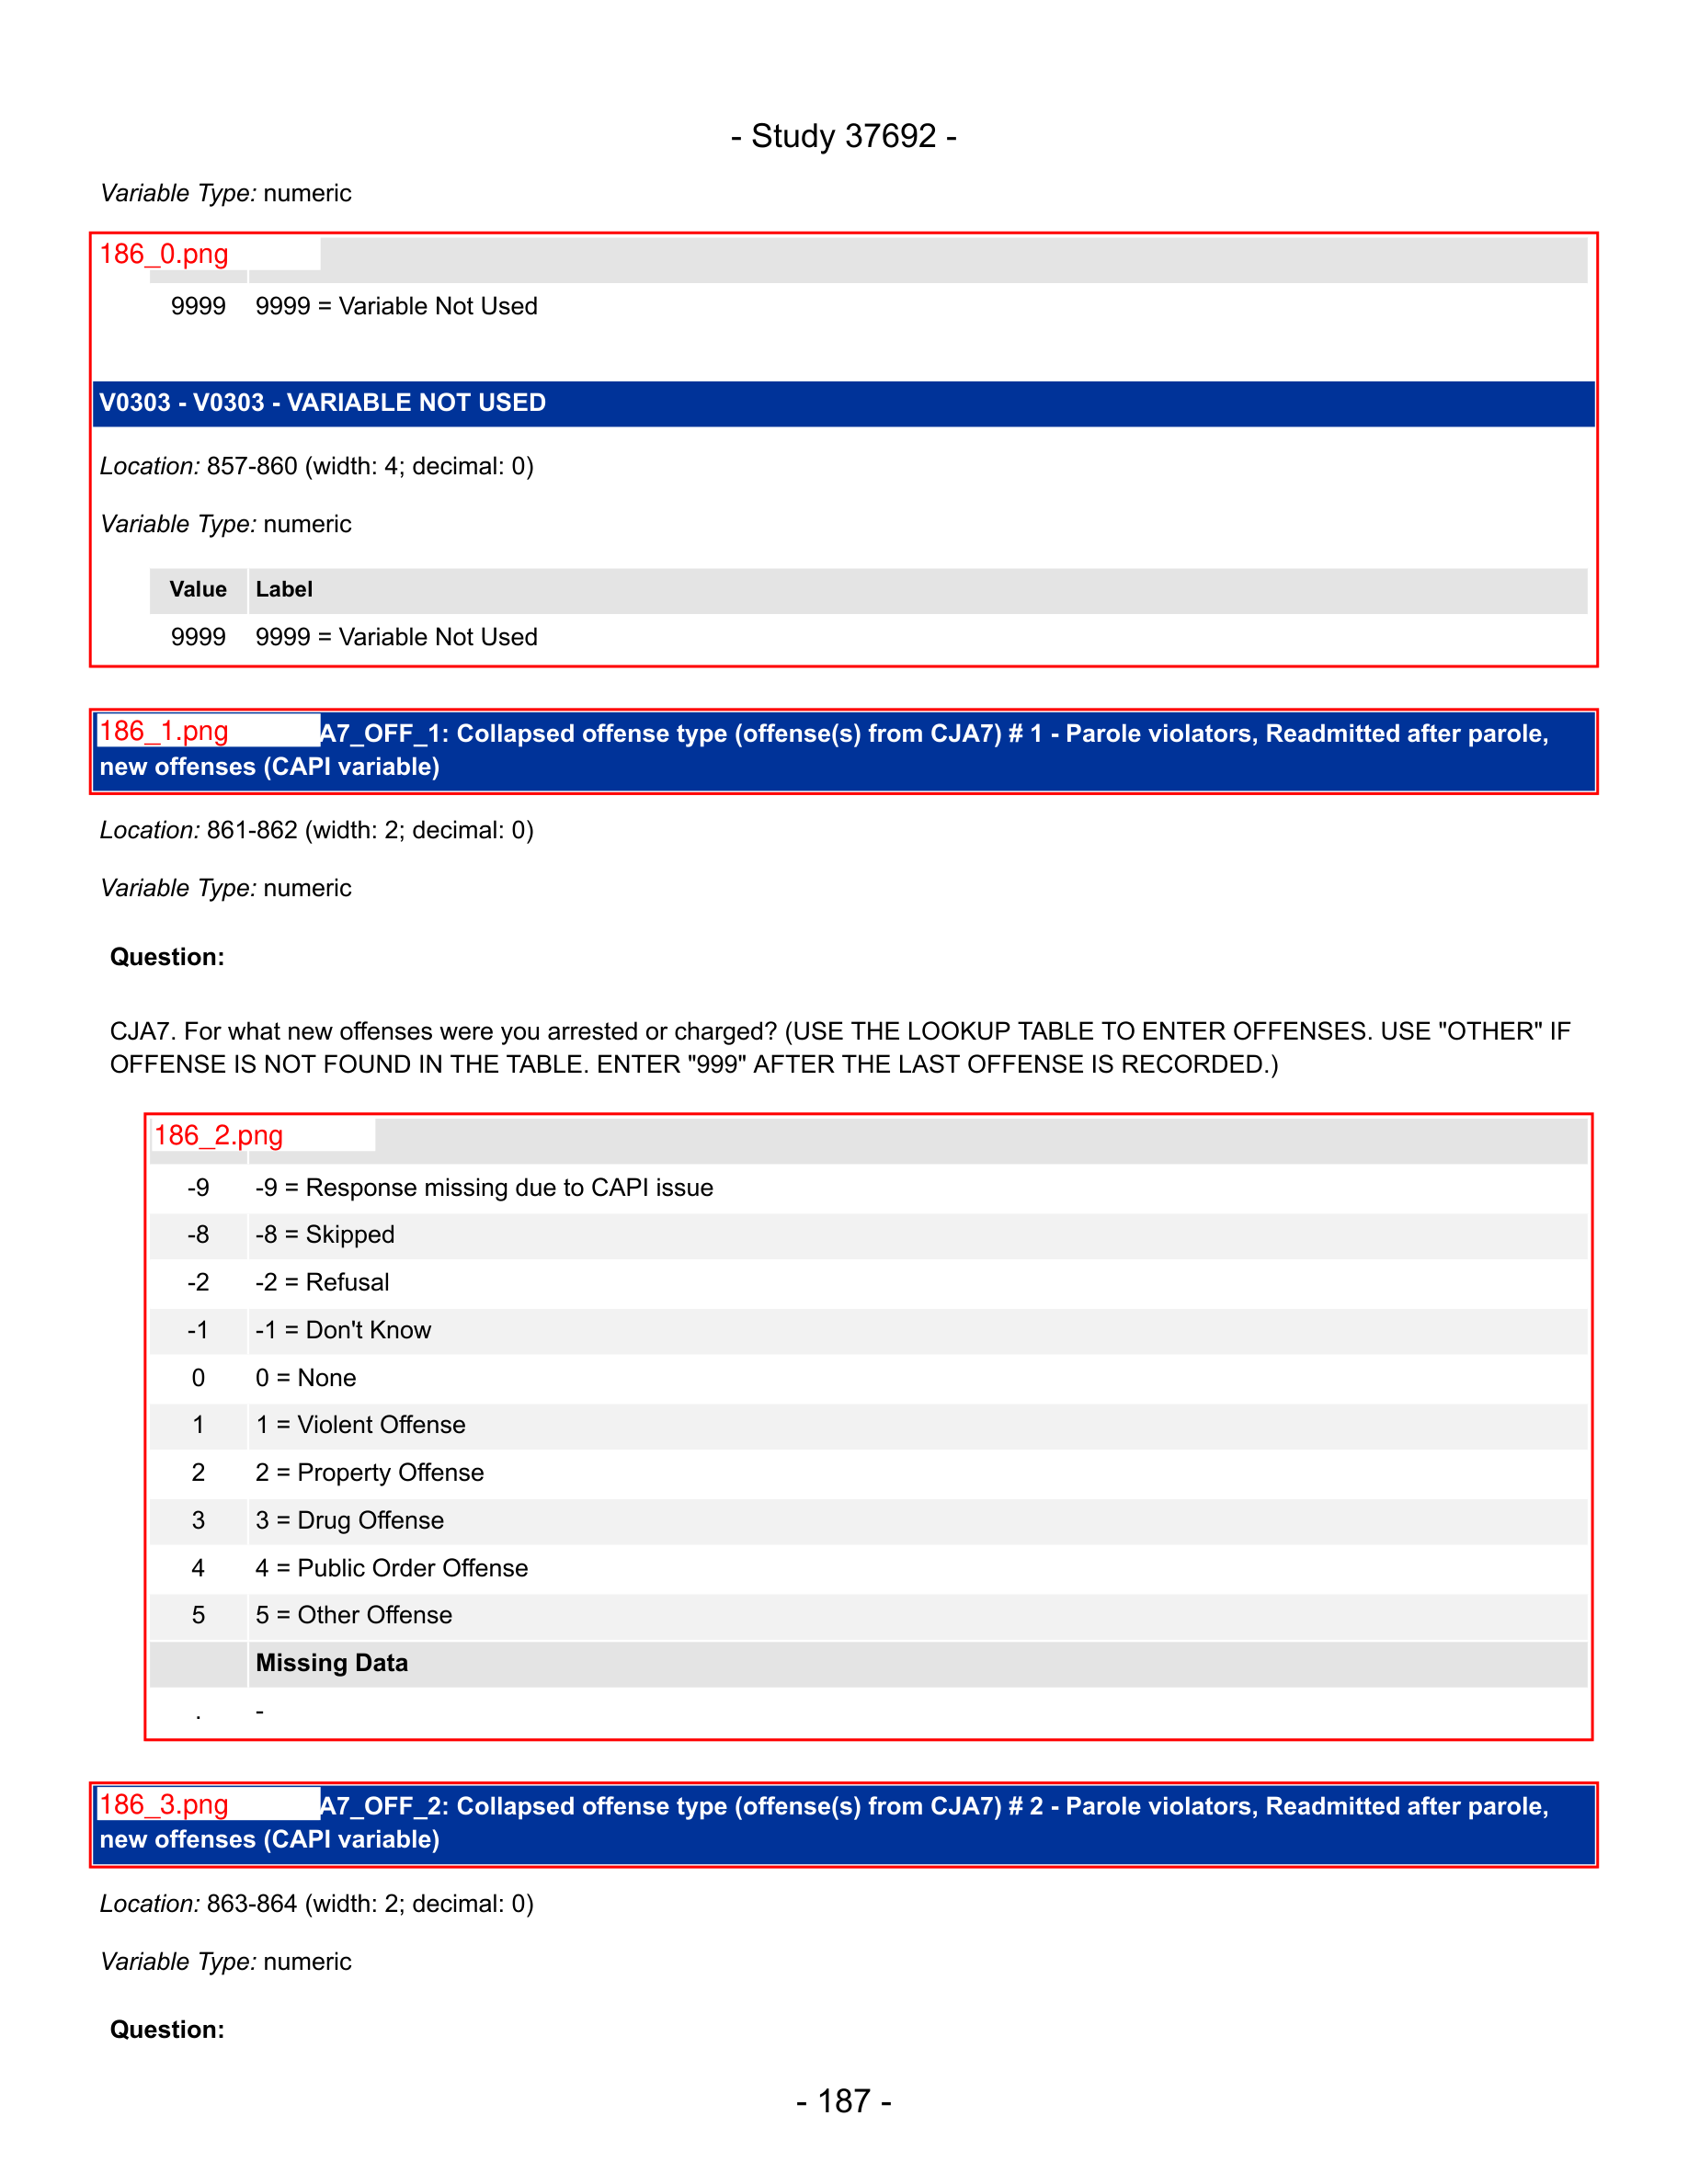 - Study 37692 -
Variable Type: numeric
186_0.png
9999 9999 = Variable Not Used
V0303 - V0303 - VARIABLE NOT USED
Location: 857-860 (width: 4; decimal: 0)
Variable Type: numeric
Value Label
9999 9999 = Variable Not Used
186_1.png A7_OFF_1: Collapsed offense type (offense(s) from CJA7) # 1 - Parole violators, Readmitted after parole,
new offenses (CAPI variable)
Location: 861-862 (width: 2; decimal: 0)
Variable Type: numeric
Question:
CJA7. For what new offenses were you arrested or charged? (USE THE LOOKUP TABLE TO ENTER OFFENSES. USE "OTHER" IF
OFFENSE IS NOT FOUND IN THE TABLE. ENTER "999" AFTER THE LAST OFFENSE IS RECORDED.)
186_2.png
-9 -9 = Response missing due to CAPI issue
-8 -8 = Skipped
-2 -2 = Refusal
-1 -1 = Don't Know
0 0 = None
1 1 = Violent Offense
2 2 = Property Offense
3 3 = Drug Offense
4 4 = Public Order Offense
5 5 = Other Offense
Missing Data
. -
186_3.png A7_OFF_2: Collapsed offense type (offense(s) from CJA7) # 2 - Parole violators, Readmitted after parole,
new offenses (CAPI variable)
Location: 863-864 (width: 2; decimal: 0)
Variable Type: numeric
Question:
- 187 -